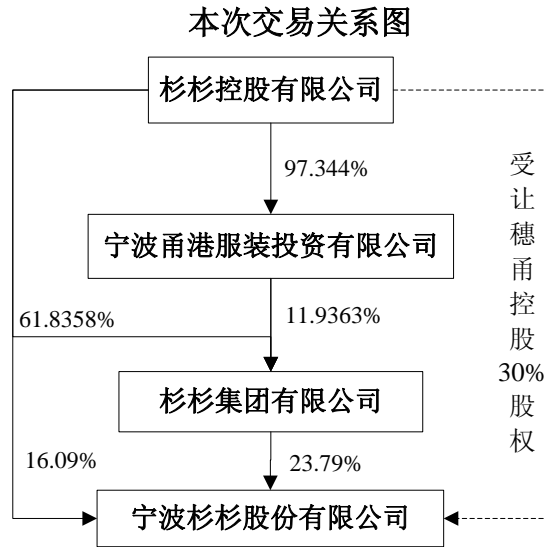 本次交易关系图
杉杉控股有限公司
97.344%
宁波甬港服装投资有限公司
61.8358%
11.9363%
杉杉集团有限公司
16.09%
23.79%
宁波杉杉股份有限公司
受
让
穗
甬
控
股
30%
股
权